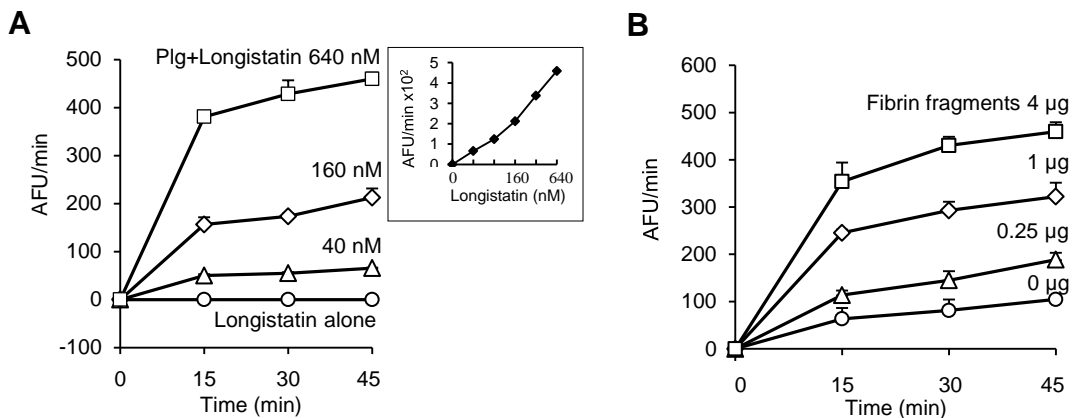 A
Plg+Longistatin 640 nM
160 nM
40 nM
Longistatin alone
500
400
300
200
100
0
-100
AFU/min
0 15 30 45
Time (min)
5
4
3
2
1
0
AFU/min x10²
0 160 640
Longistatin (nM)
B
Fibrin fragments 4 µg
1 µg
0.25 µg
0 µg
600
500
400
300
200
100
0
AFU/min
0 15 30 45
Time (min)